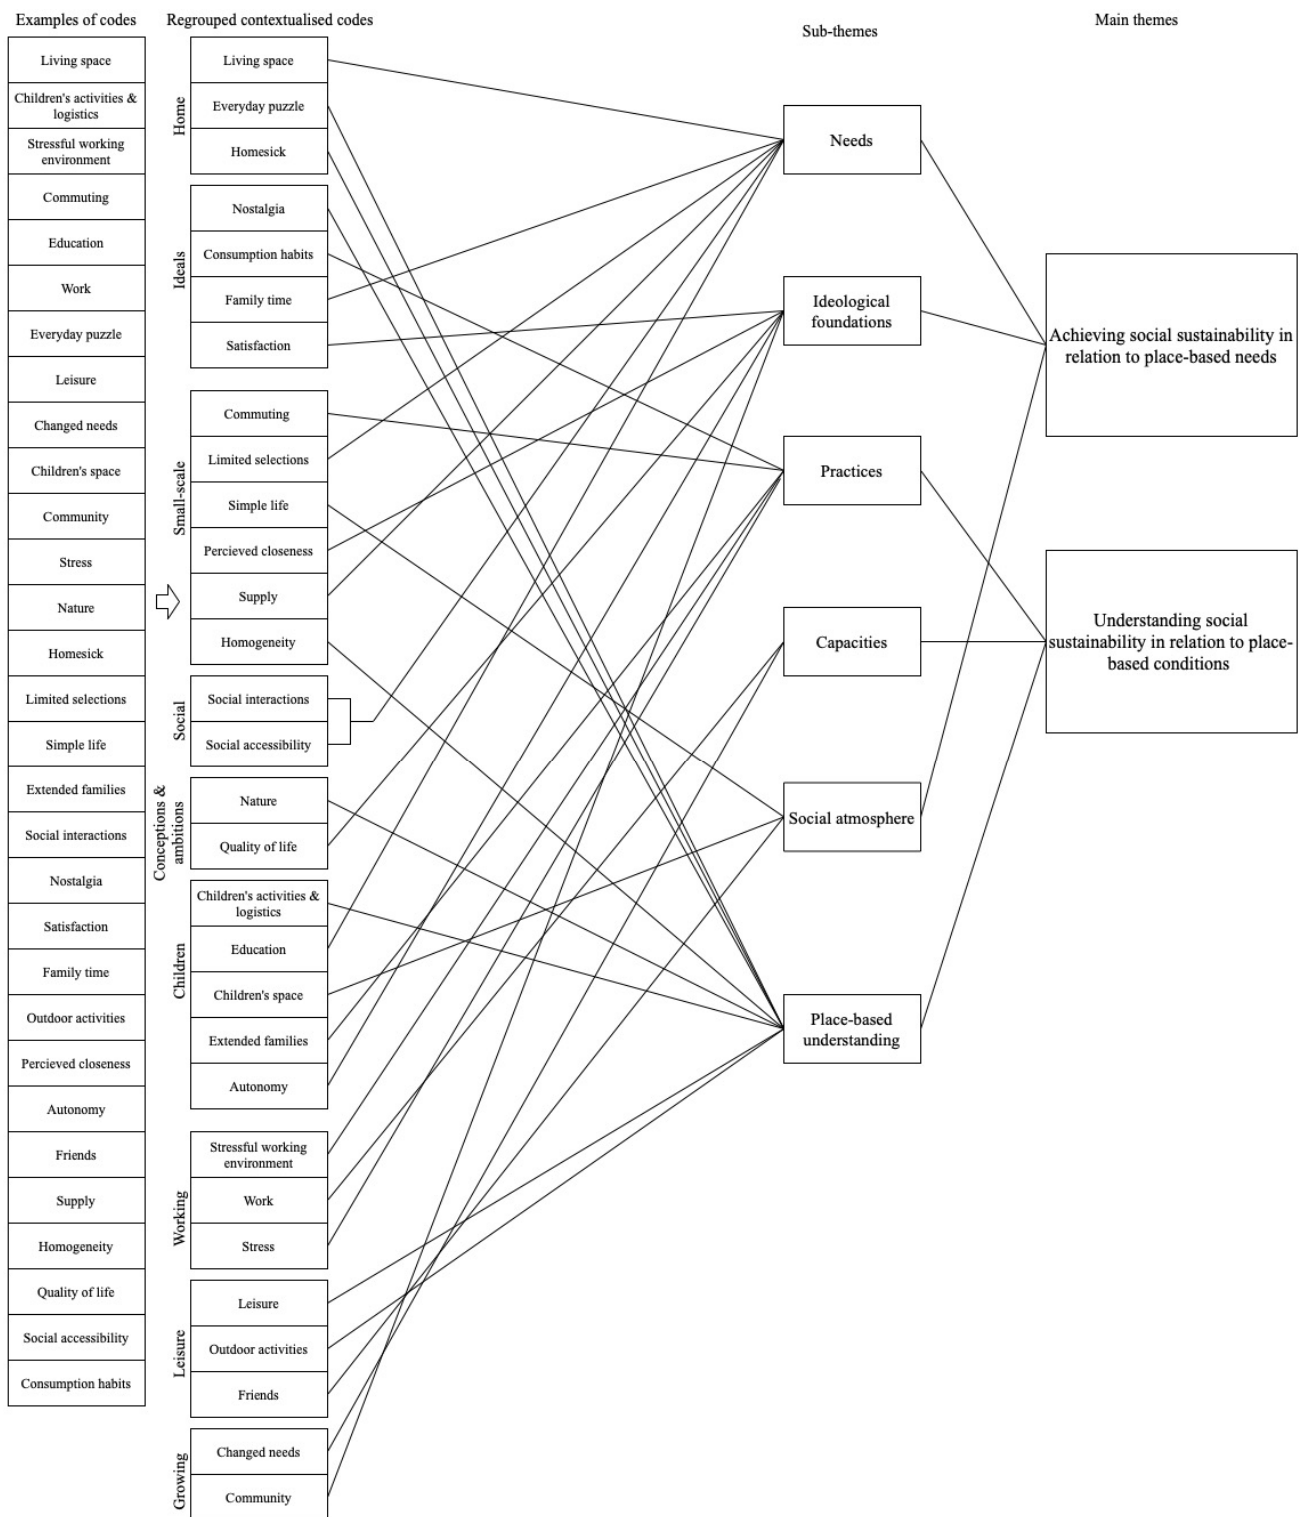 Examples of codes
Regrouped contextualised codes
Sub-themes
Main themes
Living space
Children's activities &
logistics
Stressful working
environment
Commuting
Education
Work
Everyday puzzle
Leisure
Changed needs
Children's space
Community
Stress
Nature
Homesick
Limited selections
Simple life
Extended families
Social interactions
Nostalgia
Satisfaction
Family time
Outdoor activities
Percieved closeness
Autonomy
Friends
Supply
Homogeneity
Quality of life
Social accessibility
Consumption habits
Home
Living space
Everyday puzzle
Homesick
Ideals
Nostalgia
Consumption habits
Family time
Satisfaction
Small-scale
Commuting
Limited selections
Simple life
Percieved closeness
Supply
Homogeneity
Social
Social interactions
Social accessibility
Conceptions &
ambitions
Nature
Quality of life
Children
Children's activities &
logistics
Education
Children's space
Extended families
Autonomy
Working
Stressful working
environment
Work
Stress
Leisure
Leisure
Outdoor activities
Friends
Growing
Changed needs
Community
Needs
Ideological
foundations
Practices
Capacities
Social atmosphere
Place-based
understanding
Achieving social sustainability in
relation to place-based needs
Understanding social
sustainability in relation to place-
based conditions